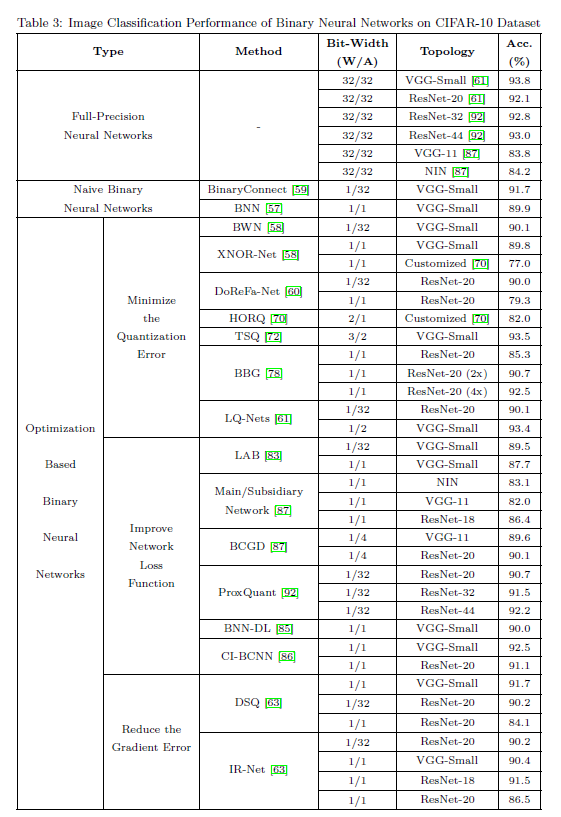 Table 3: Image Classification Performance of Binary Neural Networks on CIFAR-10 Dataset
Type Method Bit-Width (W/A) Topology Acc. (%)
Full-Precision Neural Networks - 32/32 VGG-Small [61] 93.8
32/32 ResNet-20 [61] 92.1
32/32 ResNet-32 [92] 92.8
32/32 ResNet-44 [92] 93.0
32/32 VGG-11 [87] 83.8
32/32 NIN [87] 84.2
Naive Binary Neural Networks BinaryConnect [59] 1/32 VGG-Small 91.7
BNN [57] 1/1 VGG-Small 89.9
Optimization Based Binary Neural Networks Minimize the Quantization Error BWN [58] 1/32 VGG-Small 90.1
XNOR-Net [58] 1/1 VGG-Small 89.8
1/1 Customized [70] 77.0
DoReFa-Net [60] 1/32 ResNet-20 90.0
1/1 ResNet-20 79.3
HORQ [70] 2/1 Customized [70] 82.0
TSQ [72] 3/2 VGG-Small 93.5
BBG [78] 1/1 ResNet-20 85.3
1/1 ResNet-20 (2x) 90.7
1/1 ResNet-20 (4x) 92.5
LQ-Nets [61] 1/32 ResNet-20 90.1
1/2 VGG-Small 93.4
Improve Network Loss Function LAB [83] 1/32 VGG-Small 89.5
1/1 VGG-Small 87.7
Main/Subsidiary Network [87] 1/1 NIN 83.1
1/1 VGG-11 82.0
1/1 ResNet-18 86.4
BCGD [87] 1/4 VGG-11 89.6
1/4 ResNet-20 90.1
ProxQuant [92] 1/32 ResNet-20 90.7
1/32 ResNet-32 91.5
1/32 ResNet-44 92.2
BNN-DL [85] 1/1 VGG-Small 90.0
CI-BCNN [86] 1/1 VGG-Small 92.5
1/1 ResNet-20 91.1
Reduce the Gradient Error DSQ [63] 1/1 VGG-Small 91.7
1/32 ResNet-20 90.2
1/1 ResNet-20 84.1
IR-Net [63] 1/32 ResNet-20 90.2
1/1 VGG-Small 90.4
1/1 ResNet-18 91.5
1/1 ResNet-20 86.5